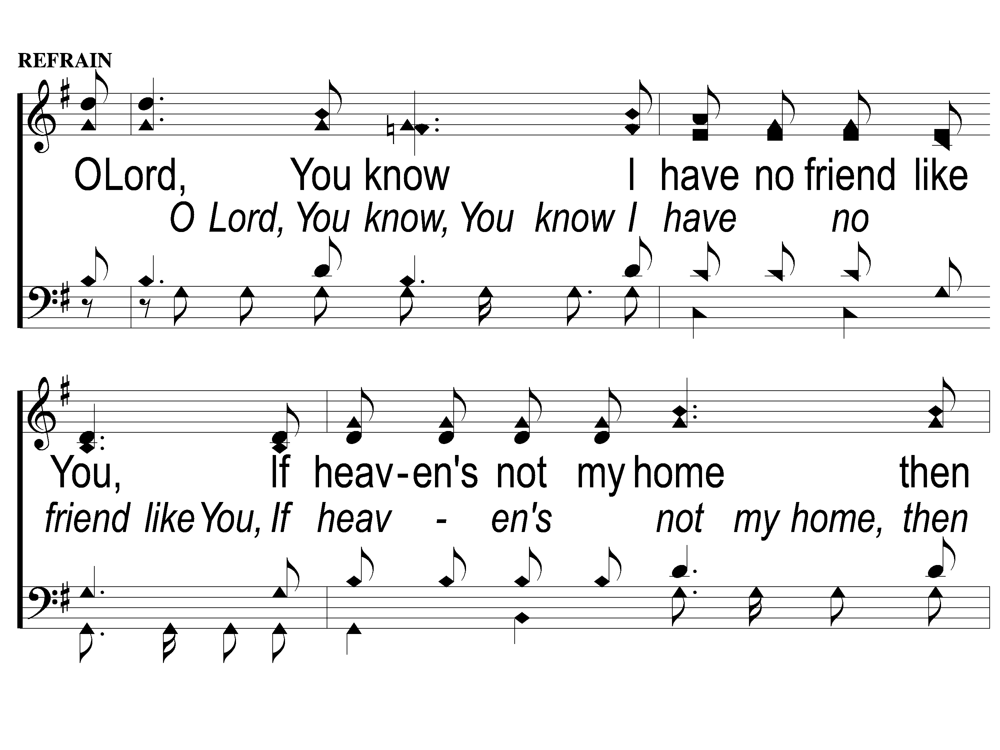 REFRAIN
OLord, You know I have no friend like
O Lord, You know, You know I have no
You, If heav-en's not my home then
friend like You, If heav - en's not my home, then